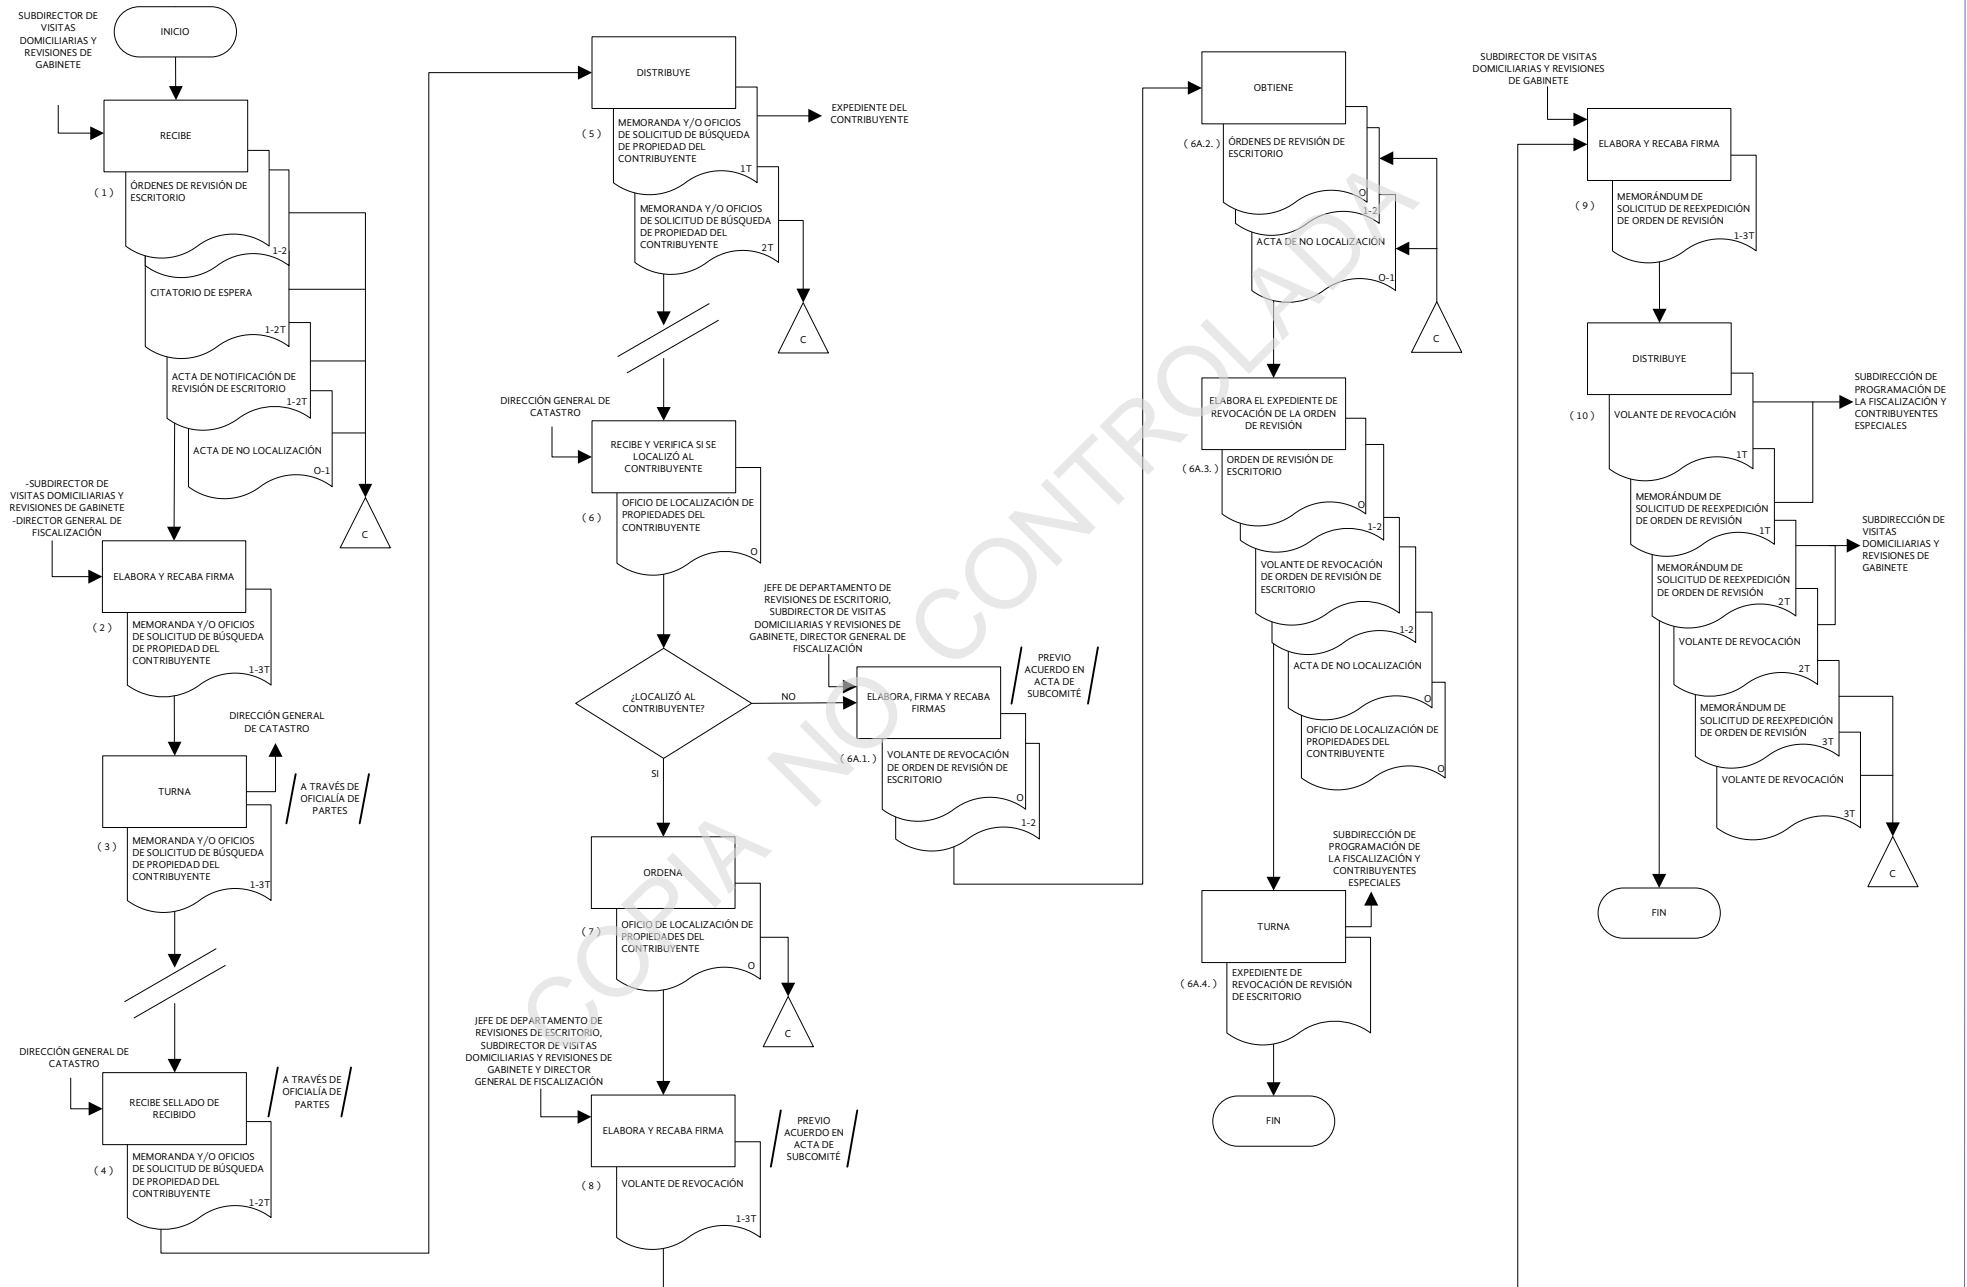 SUBDIRECTOR DE
VISITAS
DOMICILIARIAS Y
REVISIONES DE
GABINETE
INICIO
RECIBE
( 1 )
ÓRDENES DE REVISIÓN DE
ESCRITORIO
1-2
CITATORIO DE ESPERA
1-2T
ACTA DE NOTIFICACIÓN DE
REVISIÓN DE ESCRITORIO
1-2T
ACTA DE NO LOCALIZACIÓN
O-1
C
-SUBDIRECTOR DE
VISITAS DOMICILIARIAS Y
REVISIONES DE GABINETE
-DIRECTOR GENERAL DE
FISCALIZACIÓN
ELABORA Y RECABA FIRMA
( 2 )
MEMORANDA Y/O OFICIOS
DE SOLICITUD DE BÚSQUEDA
DE PROPIEDAD DEL
CONTRIBUYENTE
1-3T
DIRECCIÓN GENERAL
DE CATASTRO
TURNA
A TRAVÉS DE
OFICIALÍA DE
PARTES
( 3 )
MEMORANDA Y/O OFICIOS
DE SOLICITUD DE BÚSQUEDA
DE PROPIEDAD DEL
CONTRIBUYENTE
1-3T
DIRECCIÓN GENERAL DE
CATASTRO
RECIBE SELLADO DE
RECIBIDO
A TRAVÉS DE
OFICIALÍA DE
PARTES
( 4 )
MEMORANDA Y/O OFICIOS
DE SOLICITUD DE BÚSQUEDA
DE PROPIEDAD DEL
CONTRIBUYENTE
1-2T
DISTRIBUYE
EXPEDIENTE DEL
CONTRIBUYENTE
( 5 )
MEMORANDA Y/O OFICIOS
DE SOLICITUD DE BÚSQUEDA
DE PROPIEDAD DEL
CONTRIBUYENTE
1T
MEMORANDA Y/O OFICIOS
DE SOLICITUD DE BÚSQUEDA
DE PROPIEDAD DEL
CONTRIBUYENTE
2T
C
DIRECCIÓN GENERAL DE
CATASTRO
RECIBE Y VERIFICA SI SE
LOCALIZÓ AL
CONTRIBUYENTE
( 6 )
OFICIO DE LOCALIZACIÓN DE
PROPIEDADES DEL
CONTRIBUYENTE
O
¿LOCALIZÓ AL
CONTRIBUYENTE?
NO
SI
JEFE DE DEPARTAMENTO DE
REVISIONES DE ESCRITORIO,
SUBDIRECTOR DE VISITAS
DOMICILIARIAS Y REVISIONES DE
GABINETE, DIRECTOR GENERAL DE
FISCALIZACIÓN
ELABORA, FIRMA Y RECABA
FIRMAS
PREVIO
ACUERDO EN
ACTA DE
SUBCOMITÉ
( 6A.1. )
VOLANTE DE REVOCACIÓN
DE ORDEN DE REVISIÓN DE
ESCRITORIO
O
1-2
ORDENA
( 7 )
OFICIO DE LOCALIZACIÓN DE
PROPIEDADES DEL
CONTRIBUYENTE
O
C
JEFE DE DEPARTAMENTO DE
REVISIONES DE ESCRITORIO,
SUBDIRECTOR DE VISITAS
DOMICILIARIAS Y REVISIONES DE
GABINETE Y DIRECTOR
GENERAL DE FISCALIZACIÓN
ELABORA Y RECABA FIRMA
PREVIO
ACUERDO EN
ACTA DE
SUBCOMITÉ
( 8 )
VOLANTE DE REVOCACIÓN
1-3T
OBTIENE
( 6A.2. )
ÓRDENES DE REVISIÓN DE
ESCRITORIO
O
1-2
ACTA DE NO LOCALIZACIÓN
O-1
C
ELABORA EL EXPEDIENTE DE
REVOCACIÓN DE LA ORDEN
DE REVISIÓN
( 6A.3. )
ORDEN DE REVISIÓN DE
ESCRITORIO
O
1-2
VOLANTE DE REVOCACIÓN
DE ORDEN DE REVISIÓN DE
ESCRITORIO
O
1-2
ACTA DE NO LOCALIZACIÓN
O
OFICIO DE LOCALIZACIÓN DE
PROPIEDADES DEL
CONTRIBUYENTE
O
SUBDIRECCIÓN DE
PROGRAMACIÓN DE
LA FISCALIZACIÓN Y
CONTRIBUYENTES
ESPECIALES
TURNA
( 6A.4. )
EXPEDIENTE DE
REVOCACIÓN DE REVISIÓN
DE ESCRITORIO
FIN
SUBDIRECTOR DE VISITAS
DOMICILIARIAS Y REVISIONES
DE GABINETE
ELABORA Y RECABA FIRMA
( 9 )
MEMORÁNDUM DE
SOLICITUD DE REEXPEDICIÓN
DE ORDEN DE REVISIÓN
1-3T
DISTRIBUYE
SUBDIRECCIÓN DE
PROGRAMACIÓN DE
LA FISCALIZACIÓN Y
CONTRIBUYENTES
ESPECIALES
( 10 )
VOLANTE DE REVOCACIÓN
1T
MEMORÁNDUM DE
SOLICITUD DE REEXPEDICIÓN
DE ORDEN DE REVISIÓN
1T
SUBDIRECCIÓN DE
VISITAS
DOMICILIARIAS Y
REVISIONES DE
GABINETE
MEMORÁNDUM DE
SOLICITUD DE REEXPEDICIÓN
DE ORDEN DE REVISIÓN
2T
VOLANTE DE REVOCACIÓN
2T
MEMORÁNDUM DE
SOLICITUD DE REEXPEDICIÓN
DE ORDEN DE REVISIÓN
3T
VOLANTE DE REVOCACIÓN
3T
C
FIN
COPIA NO CONTROLADA